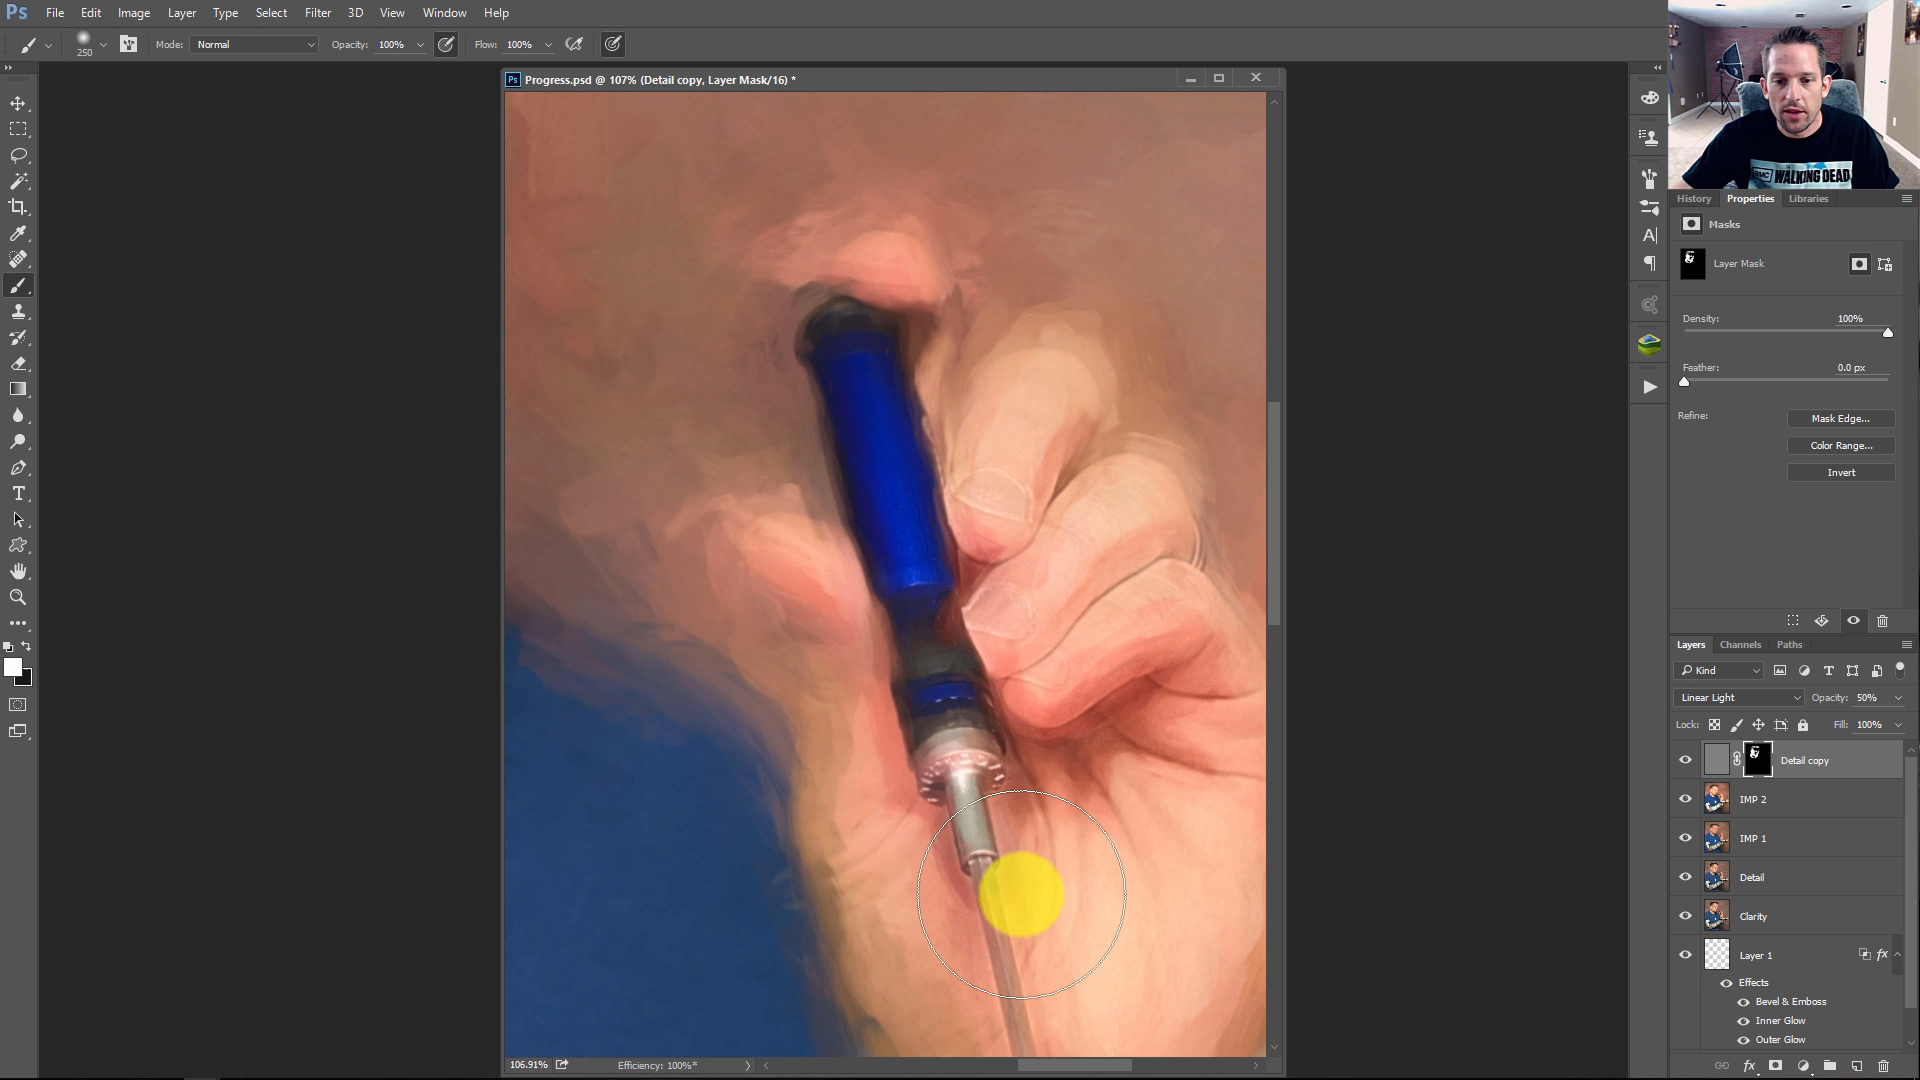 Ps File Edit Image Layer Type Select Filter 3D View Window Help
250 Mode: Normal Opacity: 100% Flow: 100%
Ps Progress.psd @ 107% (Detail copy, Layer Mask/16) *
AMC WALKING DEAD
History Properties Libraries
Masks
Layer Mask
Density: 100%
Feather: 0.0 px
Refine: Mask Edge...
Color Range...
Invert
Layers Channels Paths
Kind
Linear Light Opacity: 50%
Lock: Fill: 100%
Detail copy
IMP 2
IMP 1
Detail
Clarity
Layer 1 fx
Effects
Bevel & Emboss
Inner Glow
Outer Glow
fx
106.91% Efficiency: 100%*